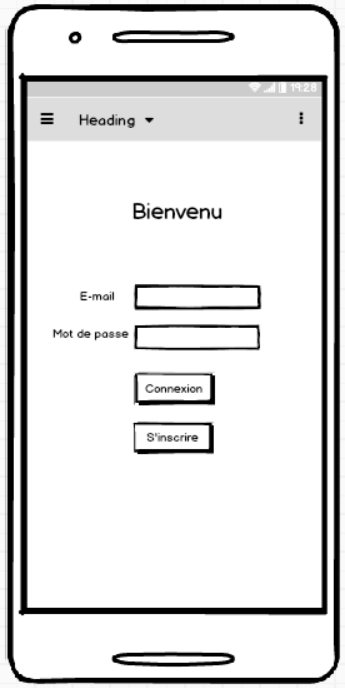 19:28
Heading
Bienvenu
E-mail
Mot de passe
Connexion
S'inscrire